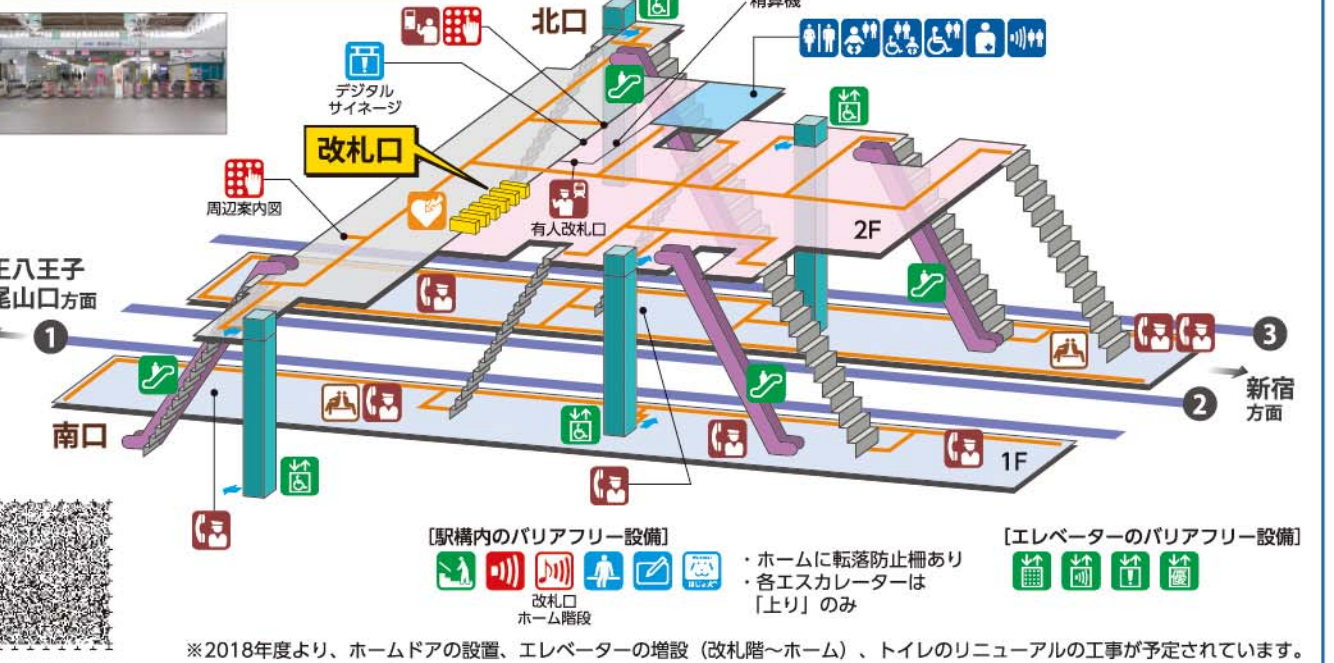 北口
精算機
デジタル
サイネージ
改札口
周辺案内図
有人改札口
2F
王八王子
尾山口方面
1
3
新宿
方面
2
南口
1F
[駅構内のバリアフリー設備]
改札口
ホーム階段
・ホームに転落防止柵あり
・各エスカレーターは
「上り」のみ
[エレベーターのバリアフリー設備]
優
※2018年度より、ホームドアの設置、エレベーターの増設（改札階～ホーム）、トイレのリニューアルの工事が予定されています。